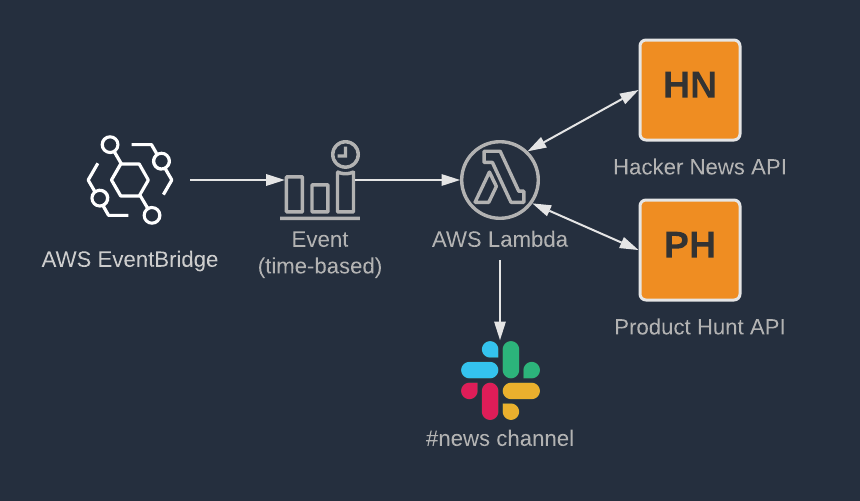 HN
Hacker News API
AWS EventBridge
Event
(time-based)
AWS Lambda
PH
Product Hunt API
#news channel